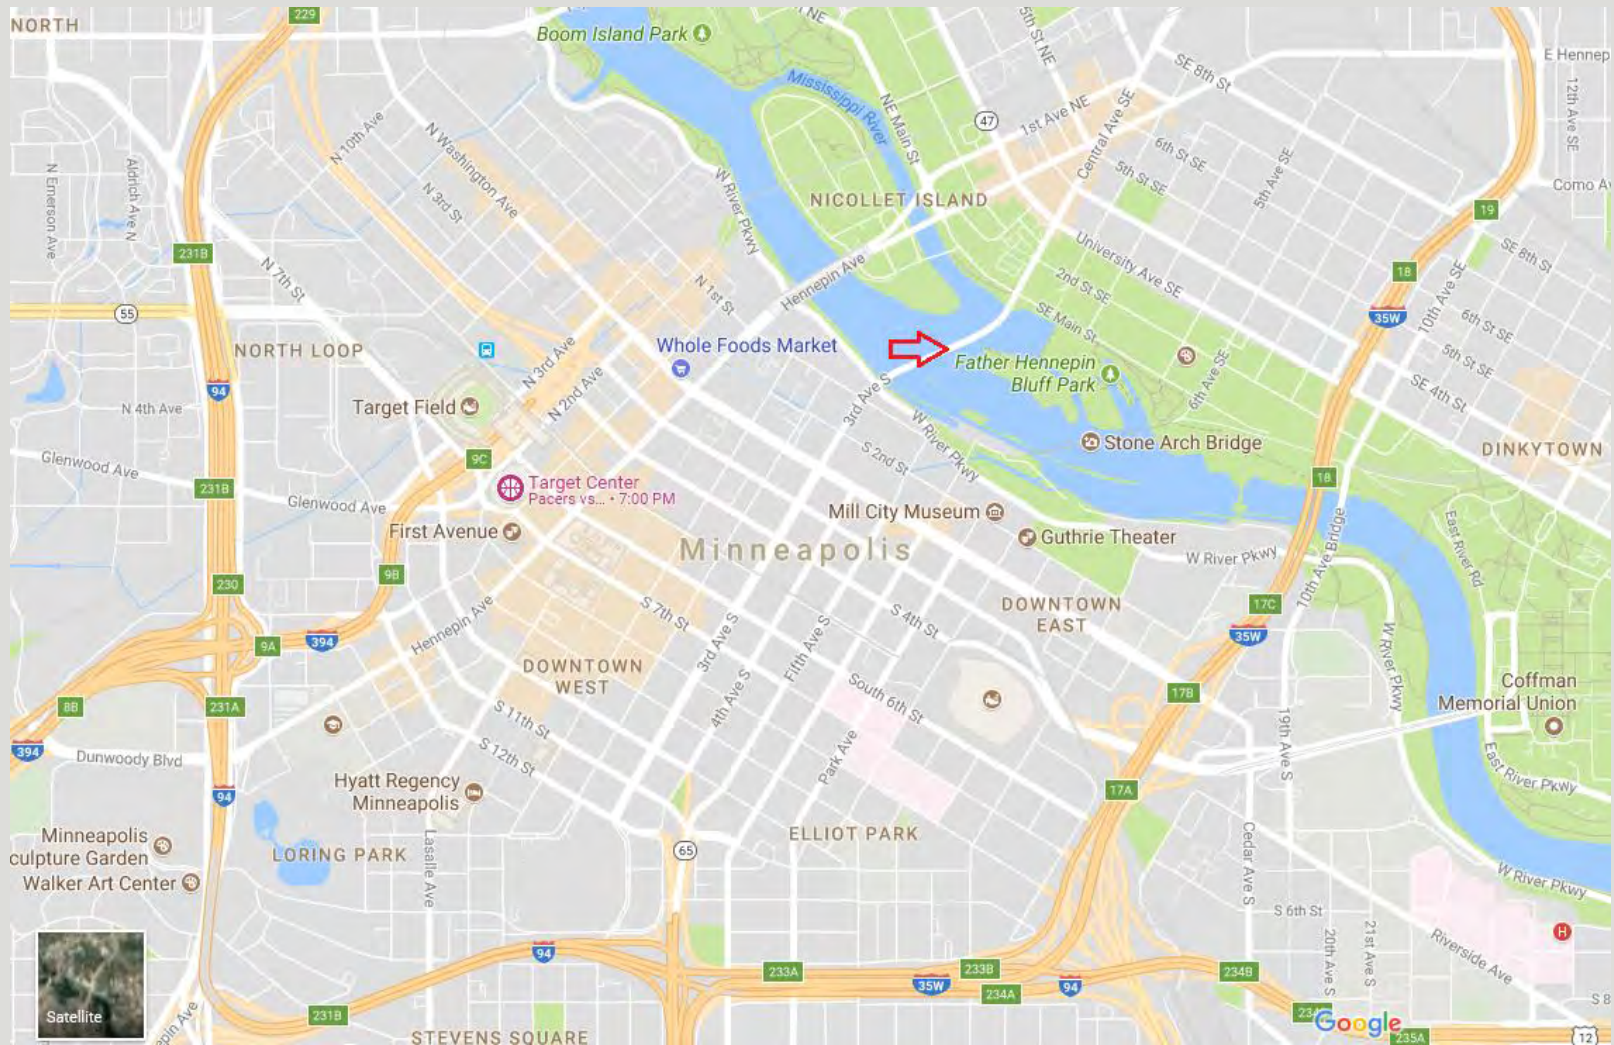 NORTH
229
Boom Island Park
NE
5th St NE
SE 8th St
E Hennep
12th Ave SE
Mississippi River
NE Main St
47
1st Ave NE
Central Ave SE
6th St SE
5th St SE
5th Ave SE
Como Av
N 10th Ave
N Washington Ave
N 3rd St
N Emerson Ave
Aldrich Ave N
W River Pkwy
NICOLLET ISLAND
19
SE 8th St
231B
N 7th St
N 1st St
Hennepin Ave
University Ave SE
2nd St SE
SE Main St
18
10th Ave SE
35W
6th St SE
5th St SE
SE 4th St
55
NORTH LOOP
N 3rd Ave
N 2nd Ave
Whole Foods Market
Father Hennepin
Bluff Park
6th Ave SE
94
N 4th Ave
Target Field
3rd Ave S
W River Pkwy
S 2nd St
Stone Arch Bridge
DINKYTOWN
Glenwood Ave
9C
18
231B
Glenwood Ave
Target Center
Pacers vs... • 7:00 PM
Mill City Museum
First Avenue
Guthrie Theater
W River Pkwy
10th Ave Bridge
East River Rd
Minneapolis
230
9B
S 7th St
S 4th St
DOWNTOWN
EAST
17C
35W
9A
394
Hennepin Ave
3rd Ave S
Fifth Ave S
W River Pkwy
DOWNTOWN
WEST
4th Ave S
South 6th St
17B
Coffman
Memorial Union
8B
231A
S 11th St
S 12th St
Park Ave
19th Ave S
394
Dunwoody Blvd
East River Pkwy
94
Hyatt Regency
Minneapolis
17A
Minneapolis
culpture Garden
Walker Art Center
LORING PARK
Lasalle Ave
65
ELLIOT PARK
Cedar Ave S
W River Pkwy
S 6th St
20th Ave S
21st Ave S
Riverside Ave
H
94
233A
35W
233B
234A
94
234B
S 8
Satellite
epin Ave
231B
STEVENS SQUARE
Google
235A
12